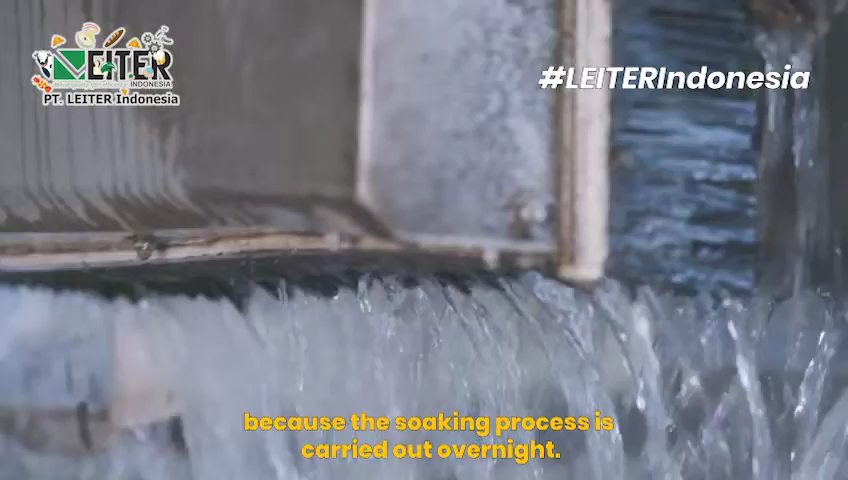 LEITER
INDONESIA
PT. LEITER Indonesia
#LEITERIndonesia
because the soaking process is
carried out overnight.